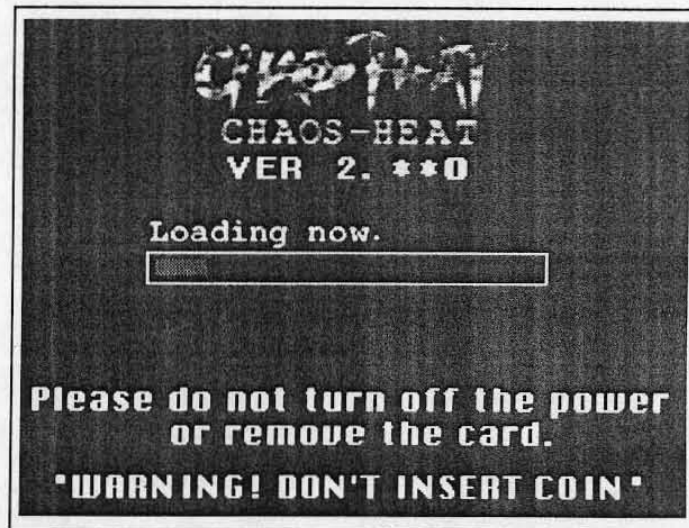 CHAOS-HEAT
VER 2. **0
Loading now.
Please do not turn off the power
or remove the card.
"WARNING! DON'T INSERT COIN"